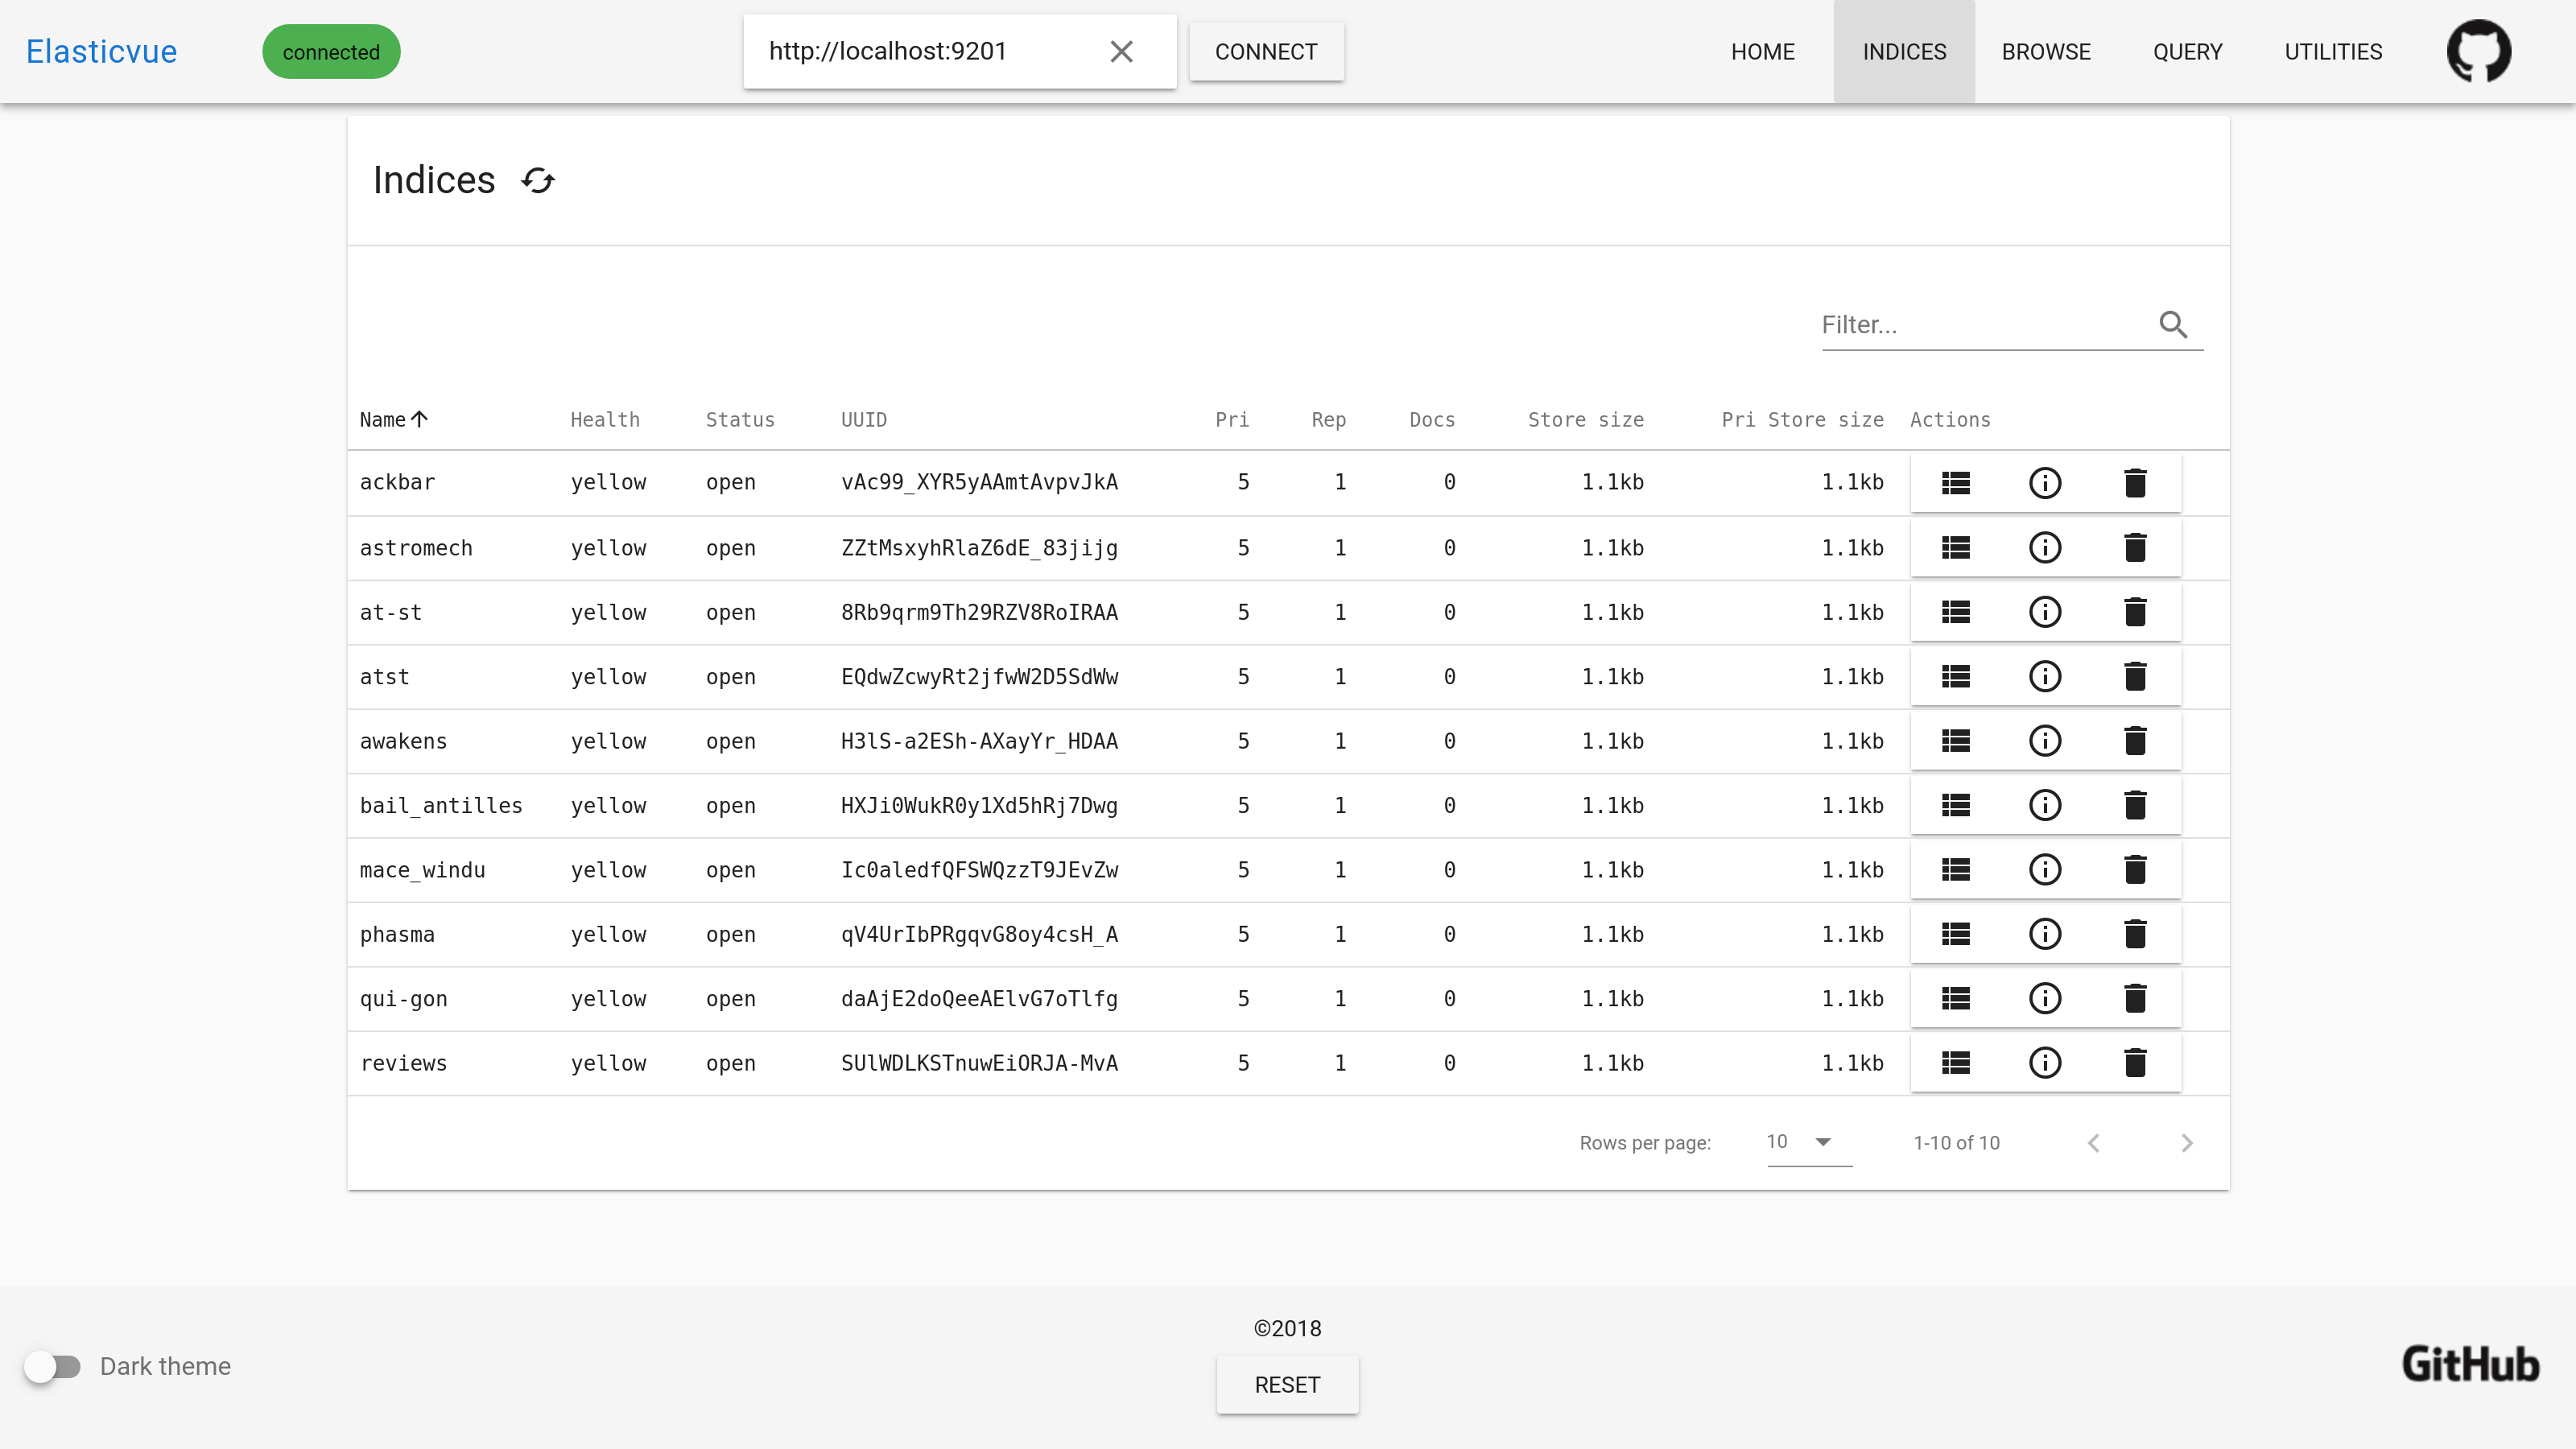 Elasticvue connected http://localhost:9201 CONNECT HOME INDICES BROWSE QUERY UTILITIES
Indices
Filter...
Name Health Status UUID Pri Rep Docs Store size Pri Store size Actions
ackbar yellow open vAc99_XYR5yAAmtAvpvJkA 5 1 0 1.1kb 1.1kb
astromech yellow open ZZtMsxyhRlaZ6dE_83jijg 5 1 0 1.1kb 1.1kb
at-st yellow open 8Rb9qrm9Th29RZV8RoIRAA 5 1 0 1.1kb 1.1kb
atst yellow open EQdwZcwyRt2jfwW2D5SdWw 5 1 0 1.1kb 1.1kb
awakens yellow open H3lS-a2ESh-AXayYr_HDAA 5 1 0 1.1kb 1.1kb
bail_antilles yellow open HXJi0WukR0y1Xd5hRj7Dwg 5 1 0 1.1kb 1.1kb
mace_windu yellow open Ic0aledfQFSWQzzT9JEvZw 5 1 0 1.1kb 1.1kb
phasma yellow open qV4UrIbPRgqvG8oy4csH_A 5 1 0 1.1kb 1.1kb
qui-gon yellow open daAjE2doQeeAElvG7oTlfg 5 1 0 1.1kb 1.1kb
reviews yellow open SUlWDLKSTnuwEiORJA-MvA 5 1 0 1.1kb 1.1kb
Rows per page: 10 1-10 of 10
©2018
Dark theme
RESET
GitHub